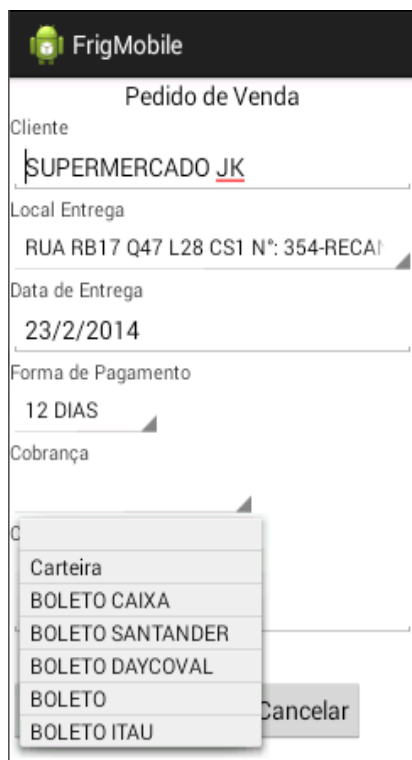 FrigMobile
Pedido de Venda
Cliente
SUPERMERCADO JK
Local Entrega
RUA RB17 Q47 L28 CS1 N°: 354-RECAN
Data de Entrega
23/2/2014
Forma de Pagamento
12 DIAS
Cobrança
Carteira
BOLETO CAIXA
BOLETO SANTANDER
BOLETO DAYCOVAL
BOLETO
BOLETO ITAU
Cancelar